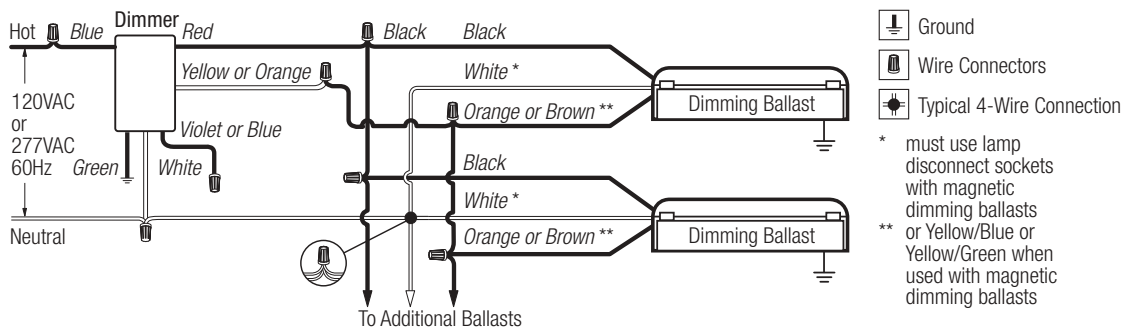 Dimmer
Hot
Blue
Red
Black
Black
Yellow or Orange
White *
120VAC
or
277VAC
60Hz
Orange or Brown **
Dimming Ballast
Violet or Blue
Green
White
Black
White *
Neutral
Orange or Brown **
Dimming Ballast
To Additional Ballasts
Ground
Wire Connectors
Typical 4-Wire Connection
* must use lamp
disconnect sockets
with magnetic
dimming ballasts
** or Yellow/Blue or
Yellow/Green when
used with magnetic
dimming ballasts